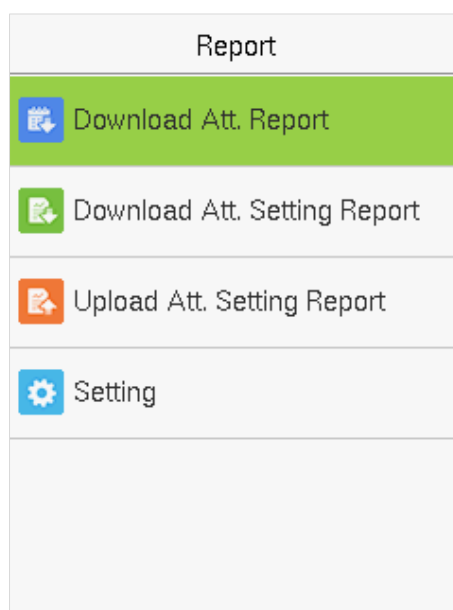 Report
Download Att. Report
Download Att. Setting Report
Upload Att. Setting Report
Setting